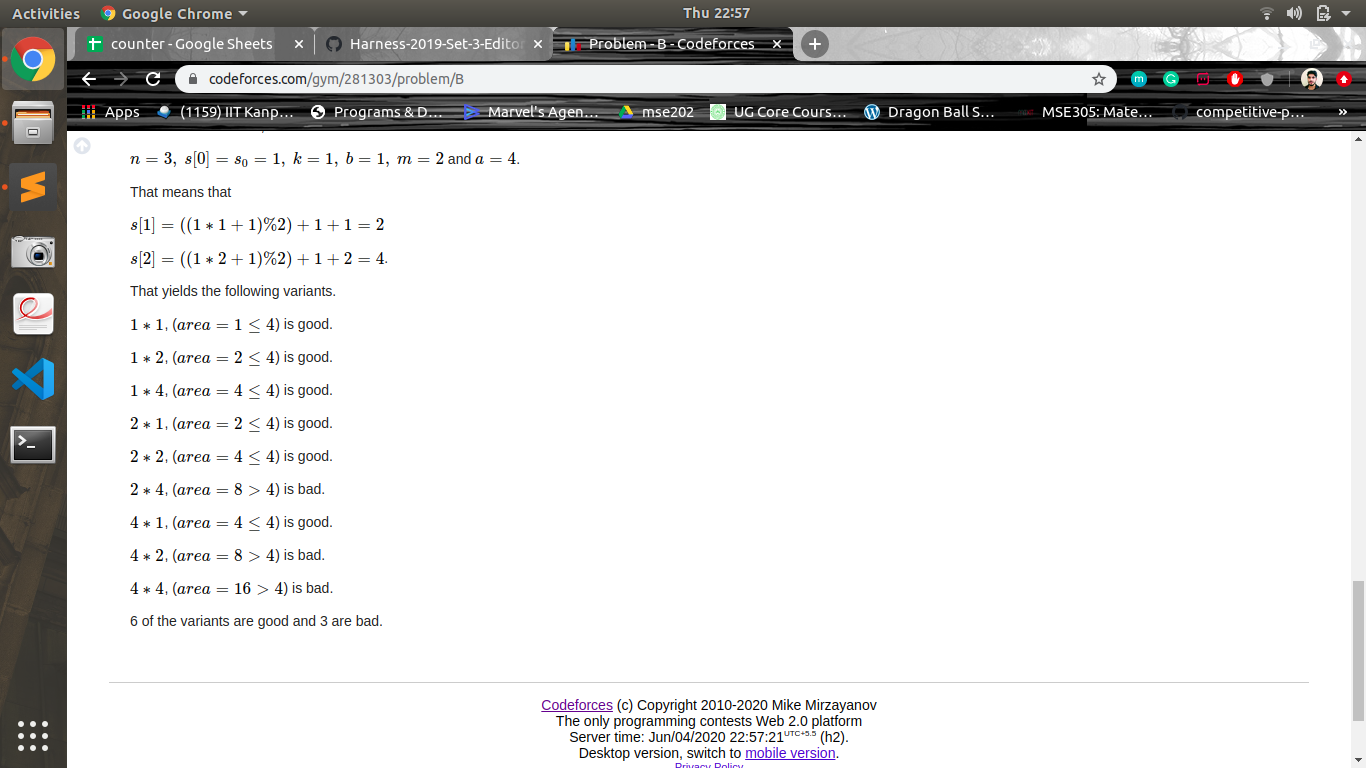 Activities Google Chrome Thu 22:57
counter - Google Sheets Harness-2019-Set-3-Editor Problem - B - Codeforces
codeforces.com/gym/281303/problem/B
Apps (1159) IIT Kanp... Programs & D... Marvel's Agen... mse202 UG Core Cours... Dragon Ball S... MSE305: Mate... competitive-p... »
n = 3, s[0] = s₀ = 1, k = 1, b = 1, m = 2 and a = 4.
That means that
s[1] = ((1 ∗ 1 + 1)%2) + 1 + 1 = 2
s[2] = ((1 ∗ 2 + 1)%2) + 1 + 2 = 4.
That yields the following variants.
1 ∗ 1, (area = 1 ≤ 4) is good.
1 ∗ 2, (area = 2 ≤ 4) is good.
1 ∗ 4, (area = 4 ≤ 4) is good.
2 ∗ 1, (area = 2 ≤ 4) is good.
2 ∗ 2, (area = 4 ≤ 4) is good.
2 ∗ 4, (area = 8 > 4) is bad.
4 ∗ 1, (area = 4 ≤ 4) is good.
4 ∗ 2, (area = 8 > 4) is bad.
4 ∗ 4, (area = 16 > 4) is bad.
6 of the variants are good and 3 are bad.
Codeforces (c) Copyright 2010-2020 Mike Mirzayanov
The only programming contests Web 2.0 platform
Server time: Jun/04/2020 22:57:21 UTC+5.5 (h2).
Desktop version, switch to mobile version.
Privacy Policy